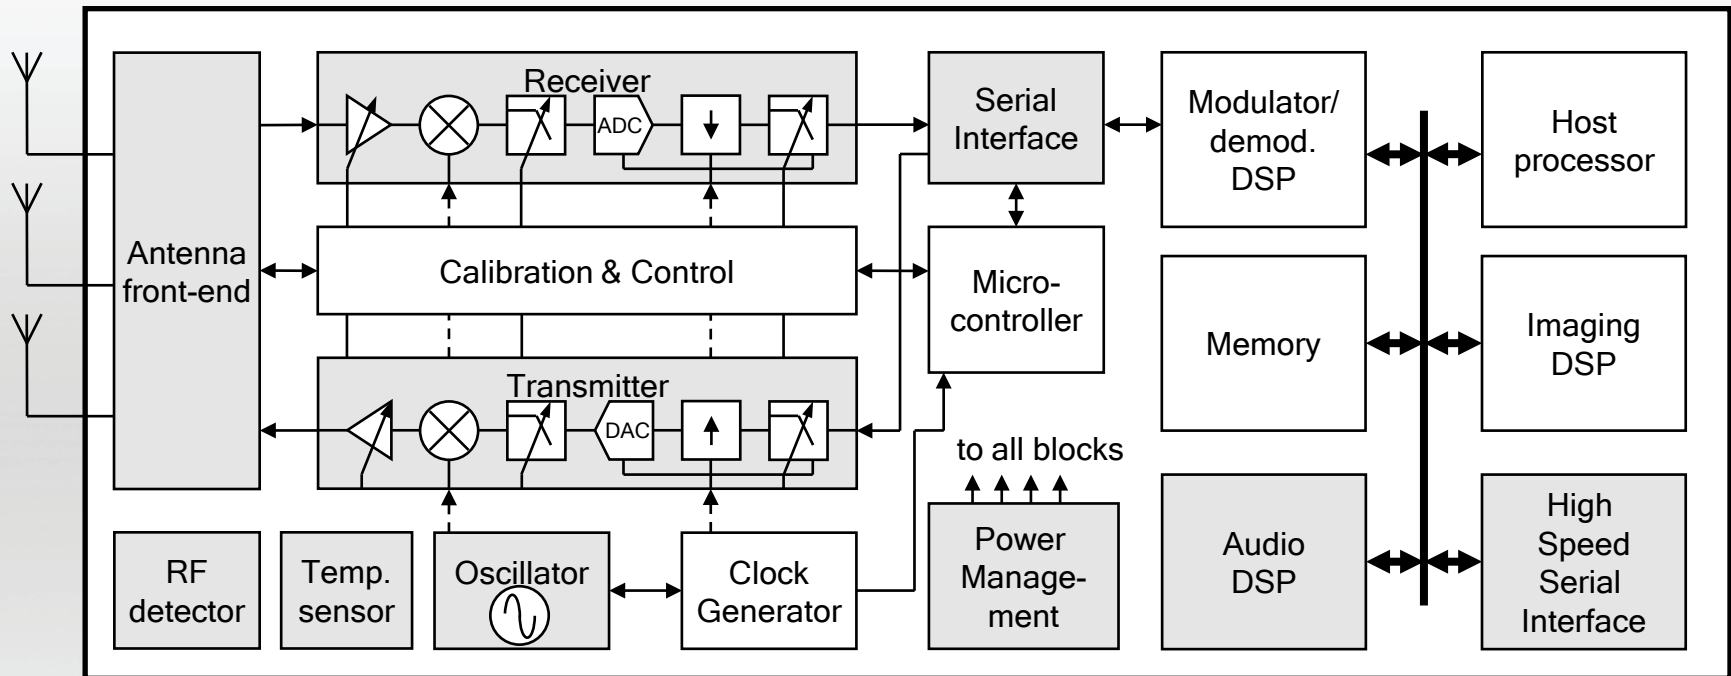 Receiver
ADC
Antenna
front-end
Calibration & Control
Transmitter
DAC
RF
detector
Temp.
sensor
Oscillator
Clock
Generator
Serial
Interface
Micro-
controller
to all blocks
Power
Manage-
ment
Modulator/
demod.
DSP
Memory
Audio
DSP
Host
processor
Imaging
DSP
High
Speed
Serial
Interface